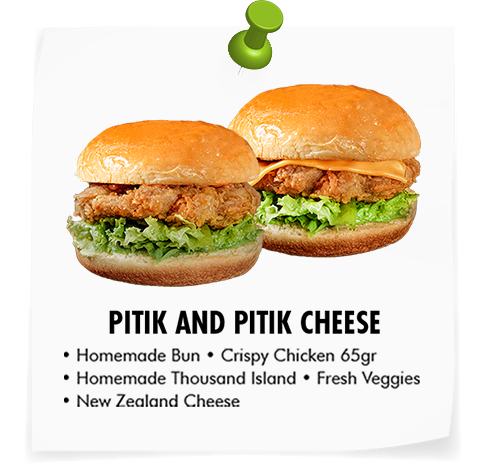 PITIK AND PITIK CHEESE
• Homemade Bun • Crispy Chicken 65gr
• Homemade Thousand Island • Fresh Veggies
• New Zealand Cheese